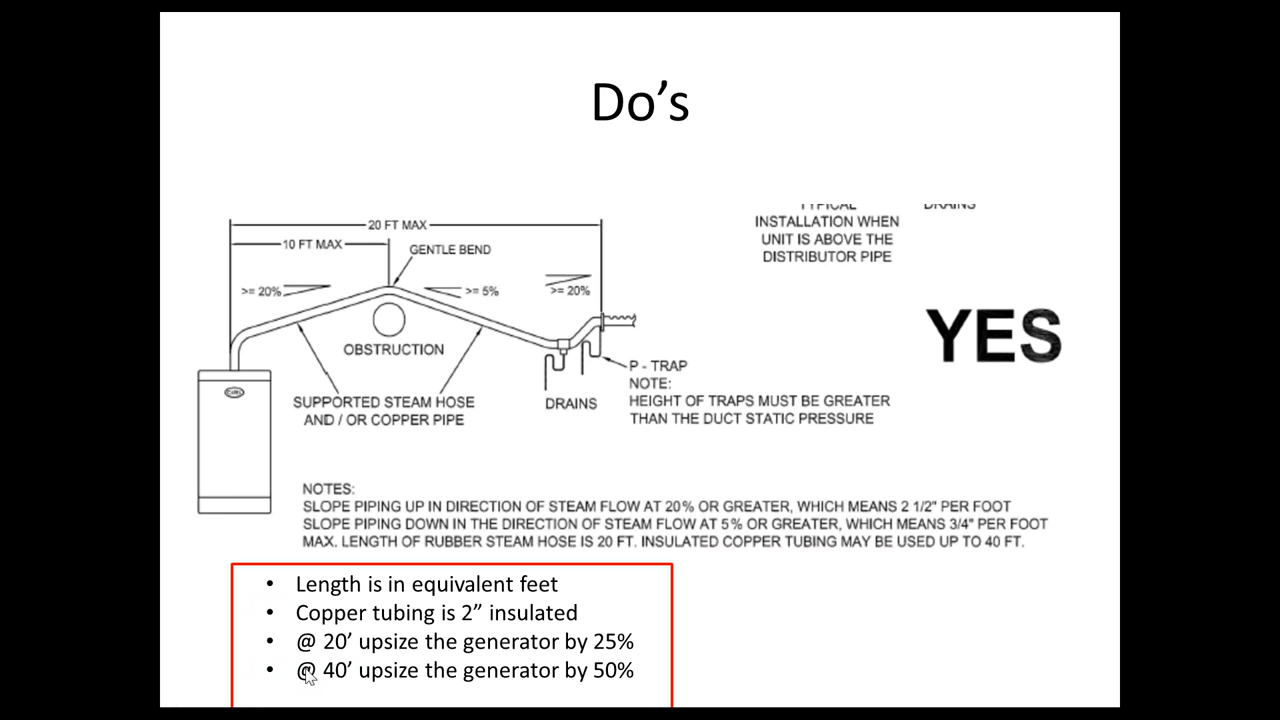 Do's
TYPICAL
DRAINS
INSTALLATION WHEN
UNIT IS ABOVE THE
DISTRIBUTOR PIPE
20 FT MAX
10 FT MAX
GENTLE BEND
>= 20%
>= 5%
>= 20%
YES
OBSTRUCTION
P - TRAP
NOTE:
HEIGHT OF TRAPS MUST BE GREATER
THAN THE DUCT STATIC PRESSURE
DRAINS
SUPPORTED STEAM HOSE
AND / OR COPPER PIPE
NOTES:
SLOPE PIPING UP IN DIRECTION OF STEAM FLOW AT 20% OR GREATER, WHICH MEANS 2 1/2" PER FOOT
SLOPE PIPING DOWN IN THE DIRECTION OF STEAM FLOW AT 5% OR GREATER, WHICH MEANS 3/4" PER FOOT
MAX. LENGTH OF RUBBER STEAM HOSE IS 20 FT. INSULATED COPPER TUBING MAY BE USED UP TO 40 FT.
• Length is in equivalent feet
• Copper tubing is 2” insulated
• @ 20’ upsize the generator by 25%
• @ 40’ upsize the generator by 50%